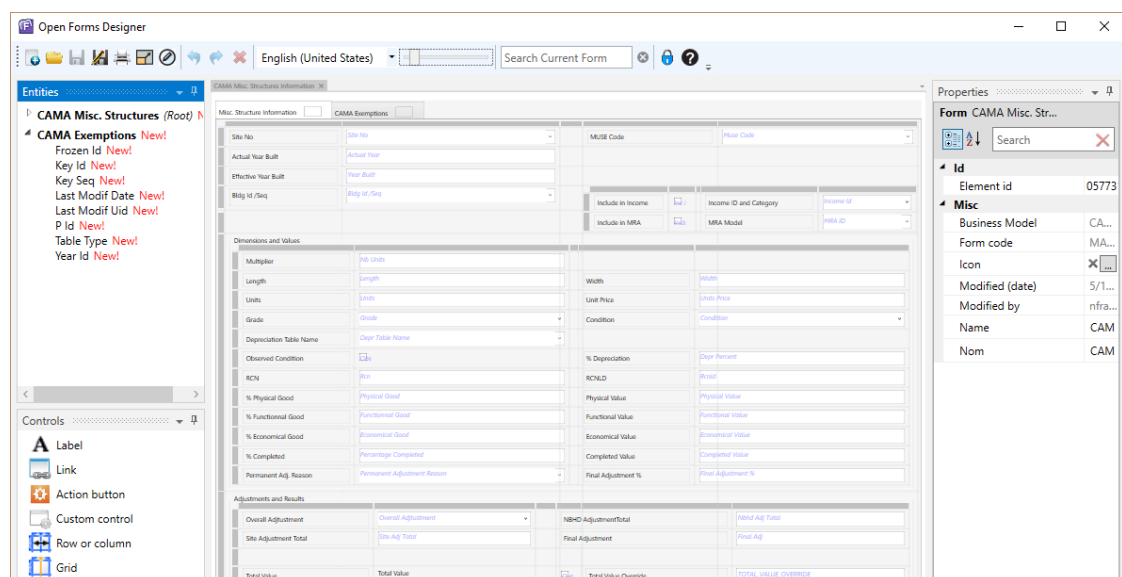 Open Forms Designer
English (United States)
Search Current Form
Entities
CAMA Misc. Structures (Root) N
CAMA Exemptions New!
Frozen Id New!
Key Id New!
Key Seq New!
Last Modif Date New!
Last Modif Uid New!
P Id New!
Table Type New!
Year Id New!
Controls
Label
Link
Action button
Custom control
Row or column
Grid
CAMA Misc. Structures Information
Misc. Structure Information CAMA Exemptions
Site No Site No MUSE Code Muse Code
Actual Year Built Actual Year
Effective Year Built Year Built
Bldg Id /Seq Bldg Id /Seq
Include in Income Income ID and Category Income Id
Include in MRA MRA Model MRA ID
Dimensions and Values
Multiplier Nb Units
Length Length Width Width
Units Units Unit Price Units Price
Grade Grade Condition Condition
Depreciation Table Name Depr Table Name
Observed Condition % Depreciation Depr Percent
RCN Rcn RCNLD Rcnld
% Physical Good Physical Good Physical Value Physical Value
% Functionnal Good Functionnal Good Functional Value Functional Value
% Economical Good Economical Good Economical Value Economical Value
% Completed Percentage Completed Completed Value Completed Value
Permanent Adj. Reason Permanent Adjustment Reason Final Adjustment % Final Adjustment %
Adjustments and Results
Overall Adjtustment Overall Adjtustment NBHD AdjustmentTotal Nbhd Adj Total
Site Adjustment Total Site Adj Total Final Adjustment Final Adj
Total Value Total Value Total Value Override TOTAL VALUE OVERRIDE
Properties
Form CAMA Misc. Str...
Search
Id
Element id 05773
Misc
Business Model CA...
Form code MA...
Icon
Modified (date) 5/1...
Modified by nfra...
Name CAM
Nom CAM